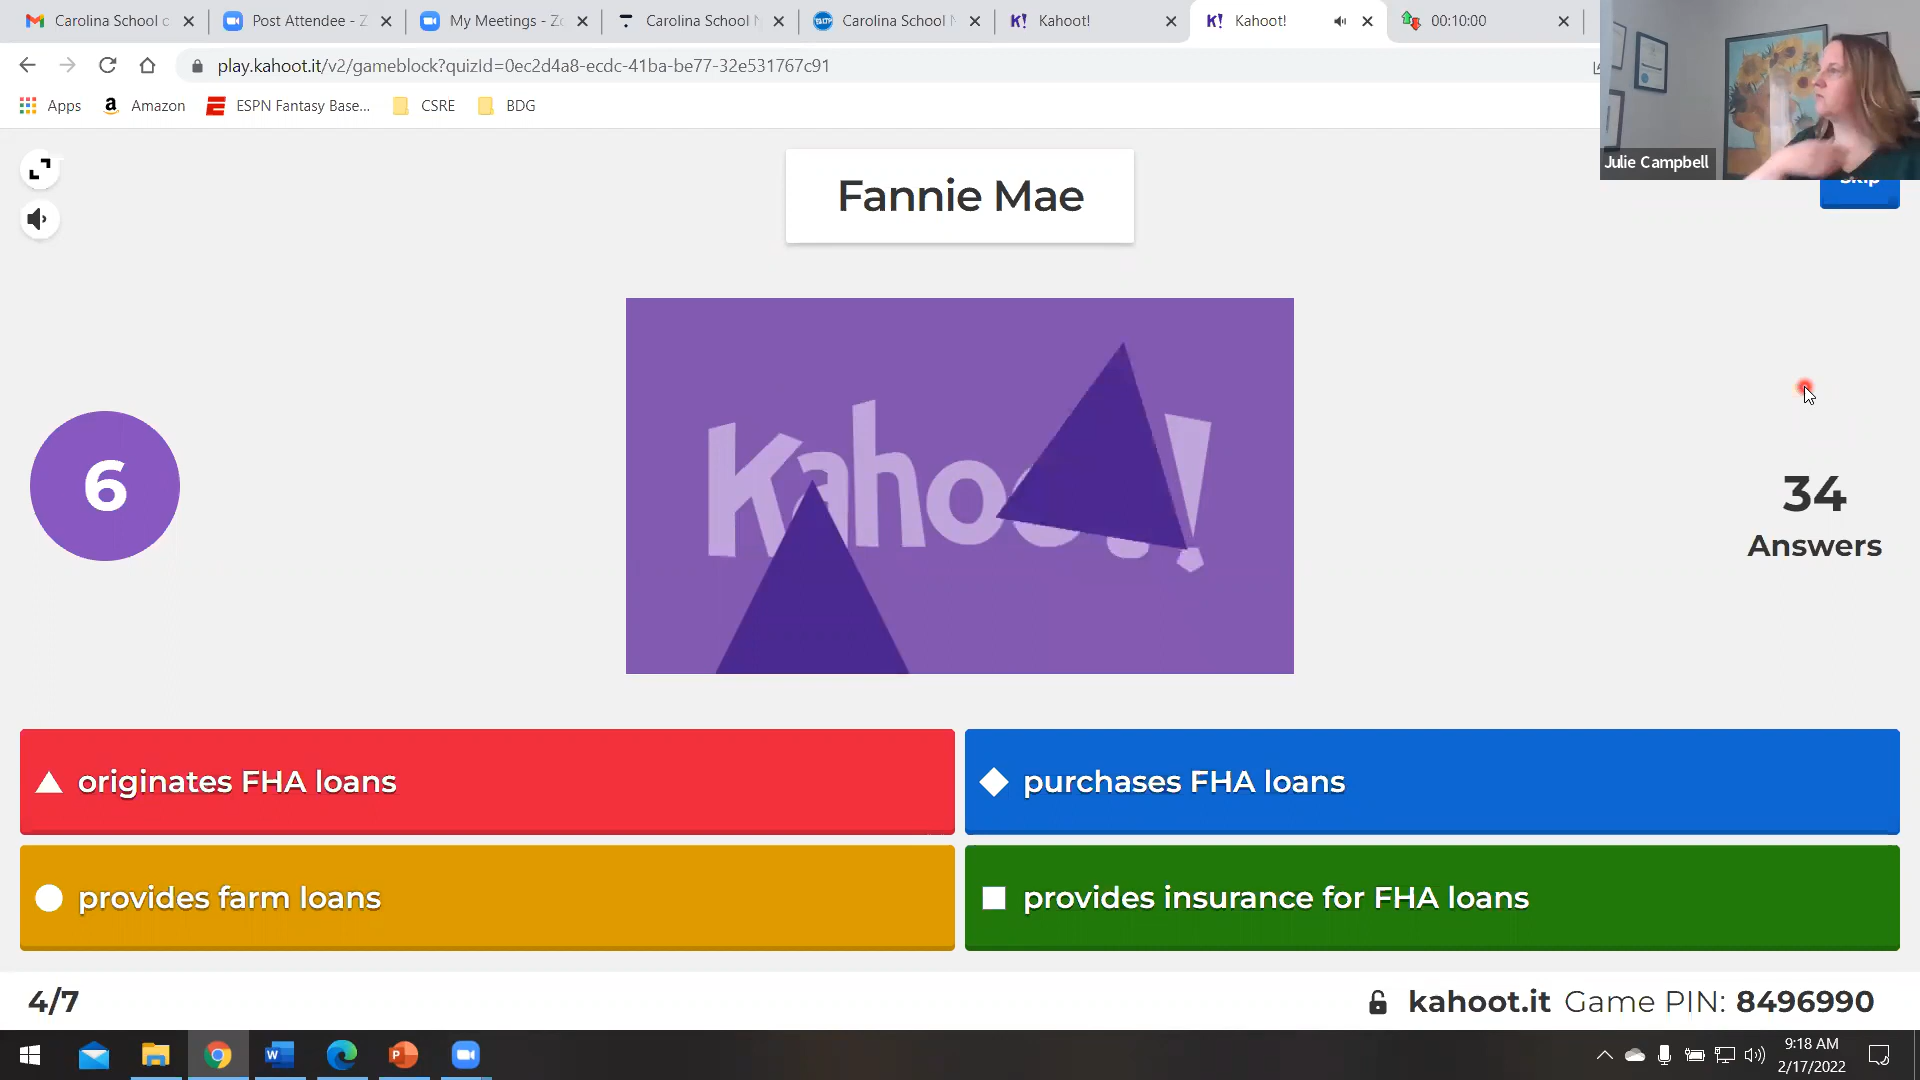 Carolina School c
Post Attendee - Z
My Meetings - Zo
Carolina School N
Carolina School N
Kahoot!
Kahoot!
00:10:00
play.kahoot.it/v2/gameblock?quizId=0ec2d4a8-ecdc-41ba-be77-32e531767c91
Apps
Amazon
ESPN Fantasy Base...
CSRE
BDG
Julie Campbell
Skip
Fannie Mae
Kahoot!
6
34
Answers
originates FHA loans
purchases FHA loans
provides farm loans
provides insurance for FHA loans
4/7
kahoot.it Game PIN: 8496990
9:18 AM
2/17/2022